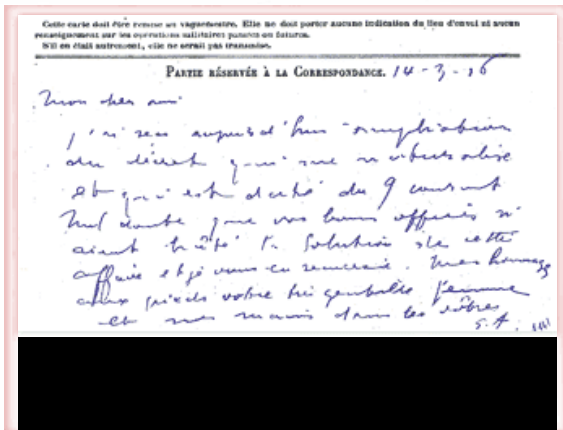 Cette carte doit être remise au vaguemestre. Elle ne doit porter aucune indication du lieu d'envoi ni aucun
renseignement sur les opérations militaires passées ou futures.
S'il en était autrement, elle ne serait pas transmise.
PARTIE RÉSERVÉE À LA CORRESPONDANCE. 14-3-16
Mon cher ami
J'ai reçu aujourd'hui ampliation
du décret qui me naturalise
et qui est daté du 9 courant
Nul doute que vos bons offices n'
aient hâté la solution de cette
affaire et je vous en remercie. Mes hommages
aux pieds votre très gentille femme
et mes mains dans les vôtres